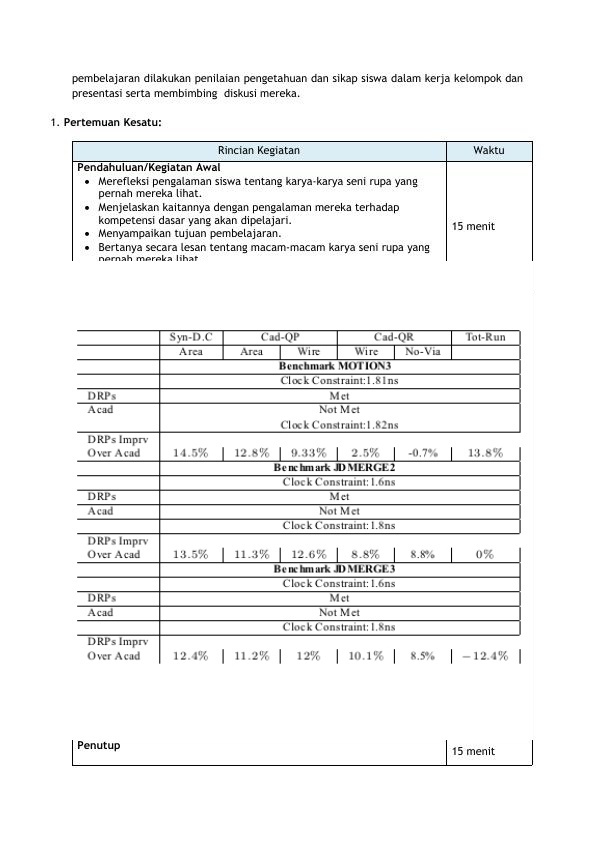 pembelajaran dilakukan penilaian pengetahuan dan sikap siswa dalam kerja kelompok dan
presentasi serta membimbing diskusi mereka.
1. Pertemuan Kesatu:
Rincian Kegiatan Waktu
Pendahuluan/Kegiatan Awal
• Merefleksi pengalaman siswa tentang karya-karya seni rupa yang
pernah mereka lihat.
• Menjelaskan kaitannya dengan pengalaman mereka terhadap
kompetensi dasar yang akan dipelajari.
• Menyampaikan tujuan pembelajaran.
15 menit
• Bertanya secara lesan tentang macam-macam karya seni rupa yang
pernah mereka lihat
Syn-D.C Cad-QP Cad-QR Tot-Run
Area Area Wire Wire No-Via
Benchmark MOTION3
Clock Constraint:1.81ns
DRPs Met
Acad Not Met
Clock Constraint:1.82ns
DRPs Imprv
Over Acad 14.5% 12.8% 9.33% 2.5% -0.7% 13.8%
Benchmark JDMERGE2
Clock Constraint:1.6ns
DRPs Met
Acad Not Met
Clock Constraint:1.8ns
DRPs Imprv
Over Acad 13.5% 11.3% 12.6% 8.8% 8.8% 0%
Benchmark JDMERGE3
Clock Constraint:1.6ns
DRPs Met
Acad Not Met
Clock Constraint:1.8ns
DRPs Imprv
Over Acad 12.4% 11.2% 12% 10.1% 8.5% −12.4%
Penutup
15 menit